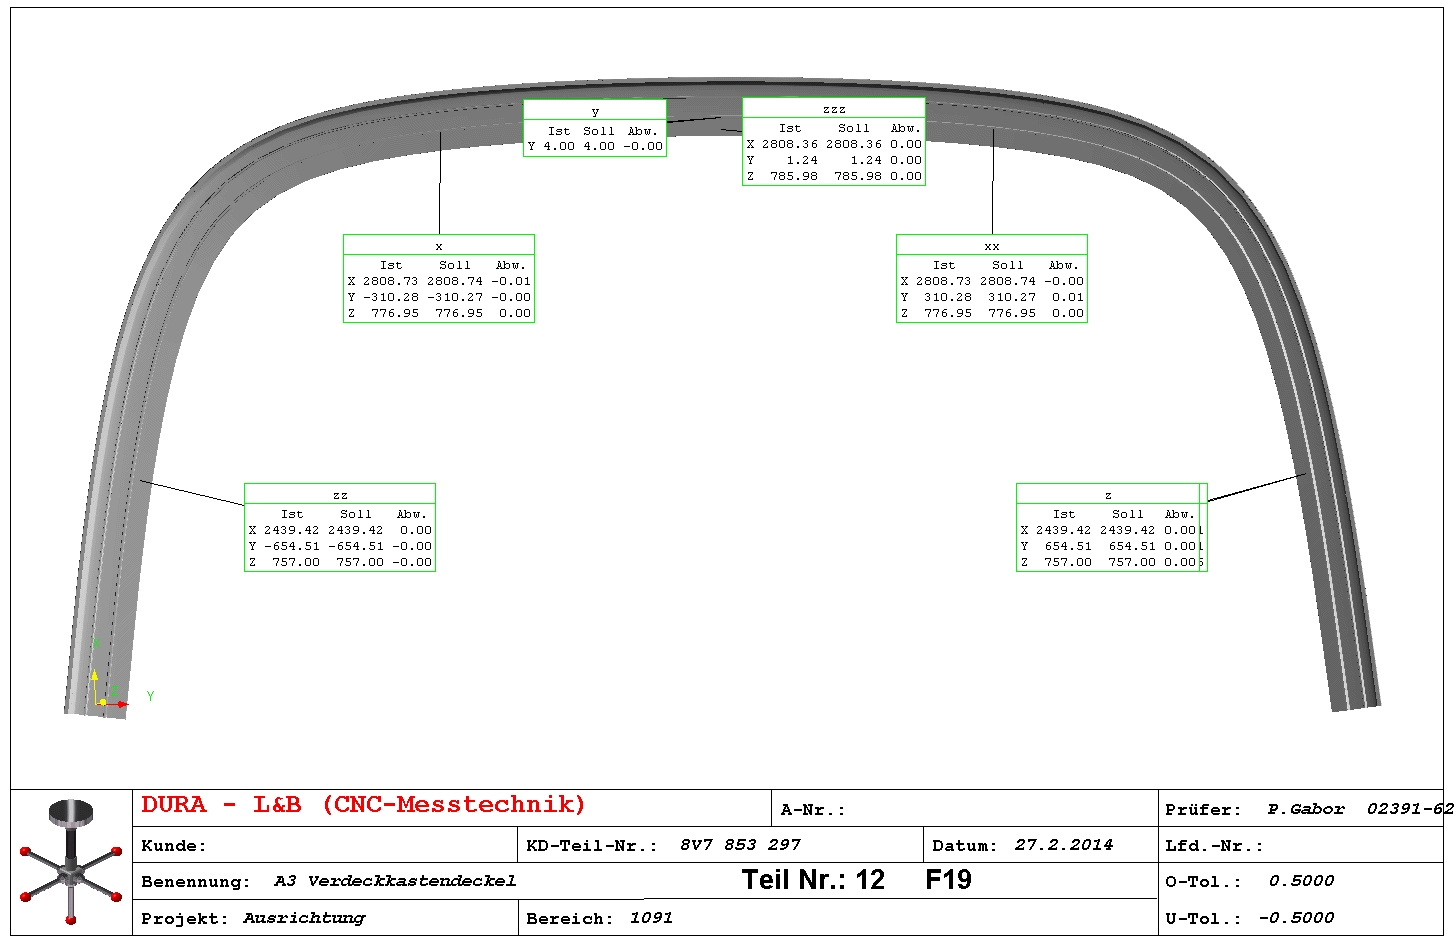 y
Ist Soll Abw.
Y 4.00 4.00 -0.00
zzz
Ist Soll Abw.
X 2808.36 2808.36 0.00
Y 1.24 1.24 0.00
Z 785.98 785.98 0.00
x
Ist Soll Abw.
X 2808.73 2808.74 -0.01
Y -310.28 -310.27 -0.00
Z 776.95 776.95 0.00
xx
Ist Soll Abw.
X 2808.73 2808.74 -0.00
Y 310.28 310.27 0.01
Z 776.95 776.95 0.00
zz
Ist Soll Abw.
X 2439.42 2439.42 0.00
Y -654.51 -654.51 -0.00
Z 757.00 757.00 -0.00
z
Ist Soll Abw.
X 2439.42 2439.42 0.00
Y 654.51 654.51 0.00
Z 757.00 757.00 0.00
Z Y
DURA - L&B (CNC-Messtechnik) A-Nr.: Prüfer: P.Gabor 02391-62
Kunde: KD-Teil-Nr.: 8V7 853 297 Datum: 27.2.2014 Lfd.-Nr.:
Benennung: A3 Verdeckkastendeckel Teil Nr.: 12 F19 O-Tol.: 0.5000
Projekt: Ausrichtung Bereich: 1091 U-Tol.: -0.5000